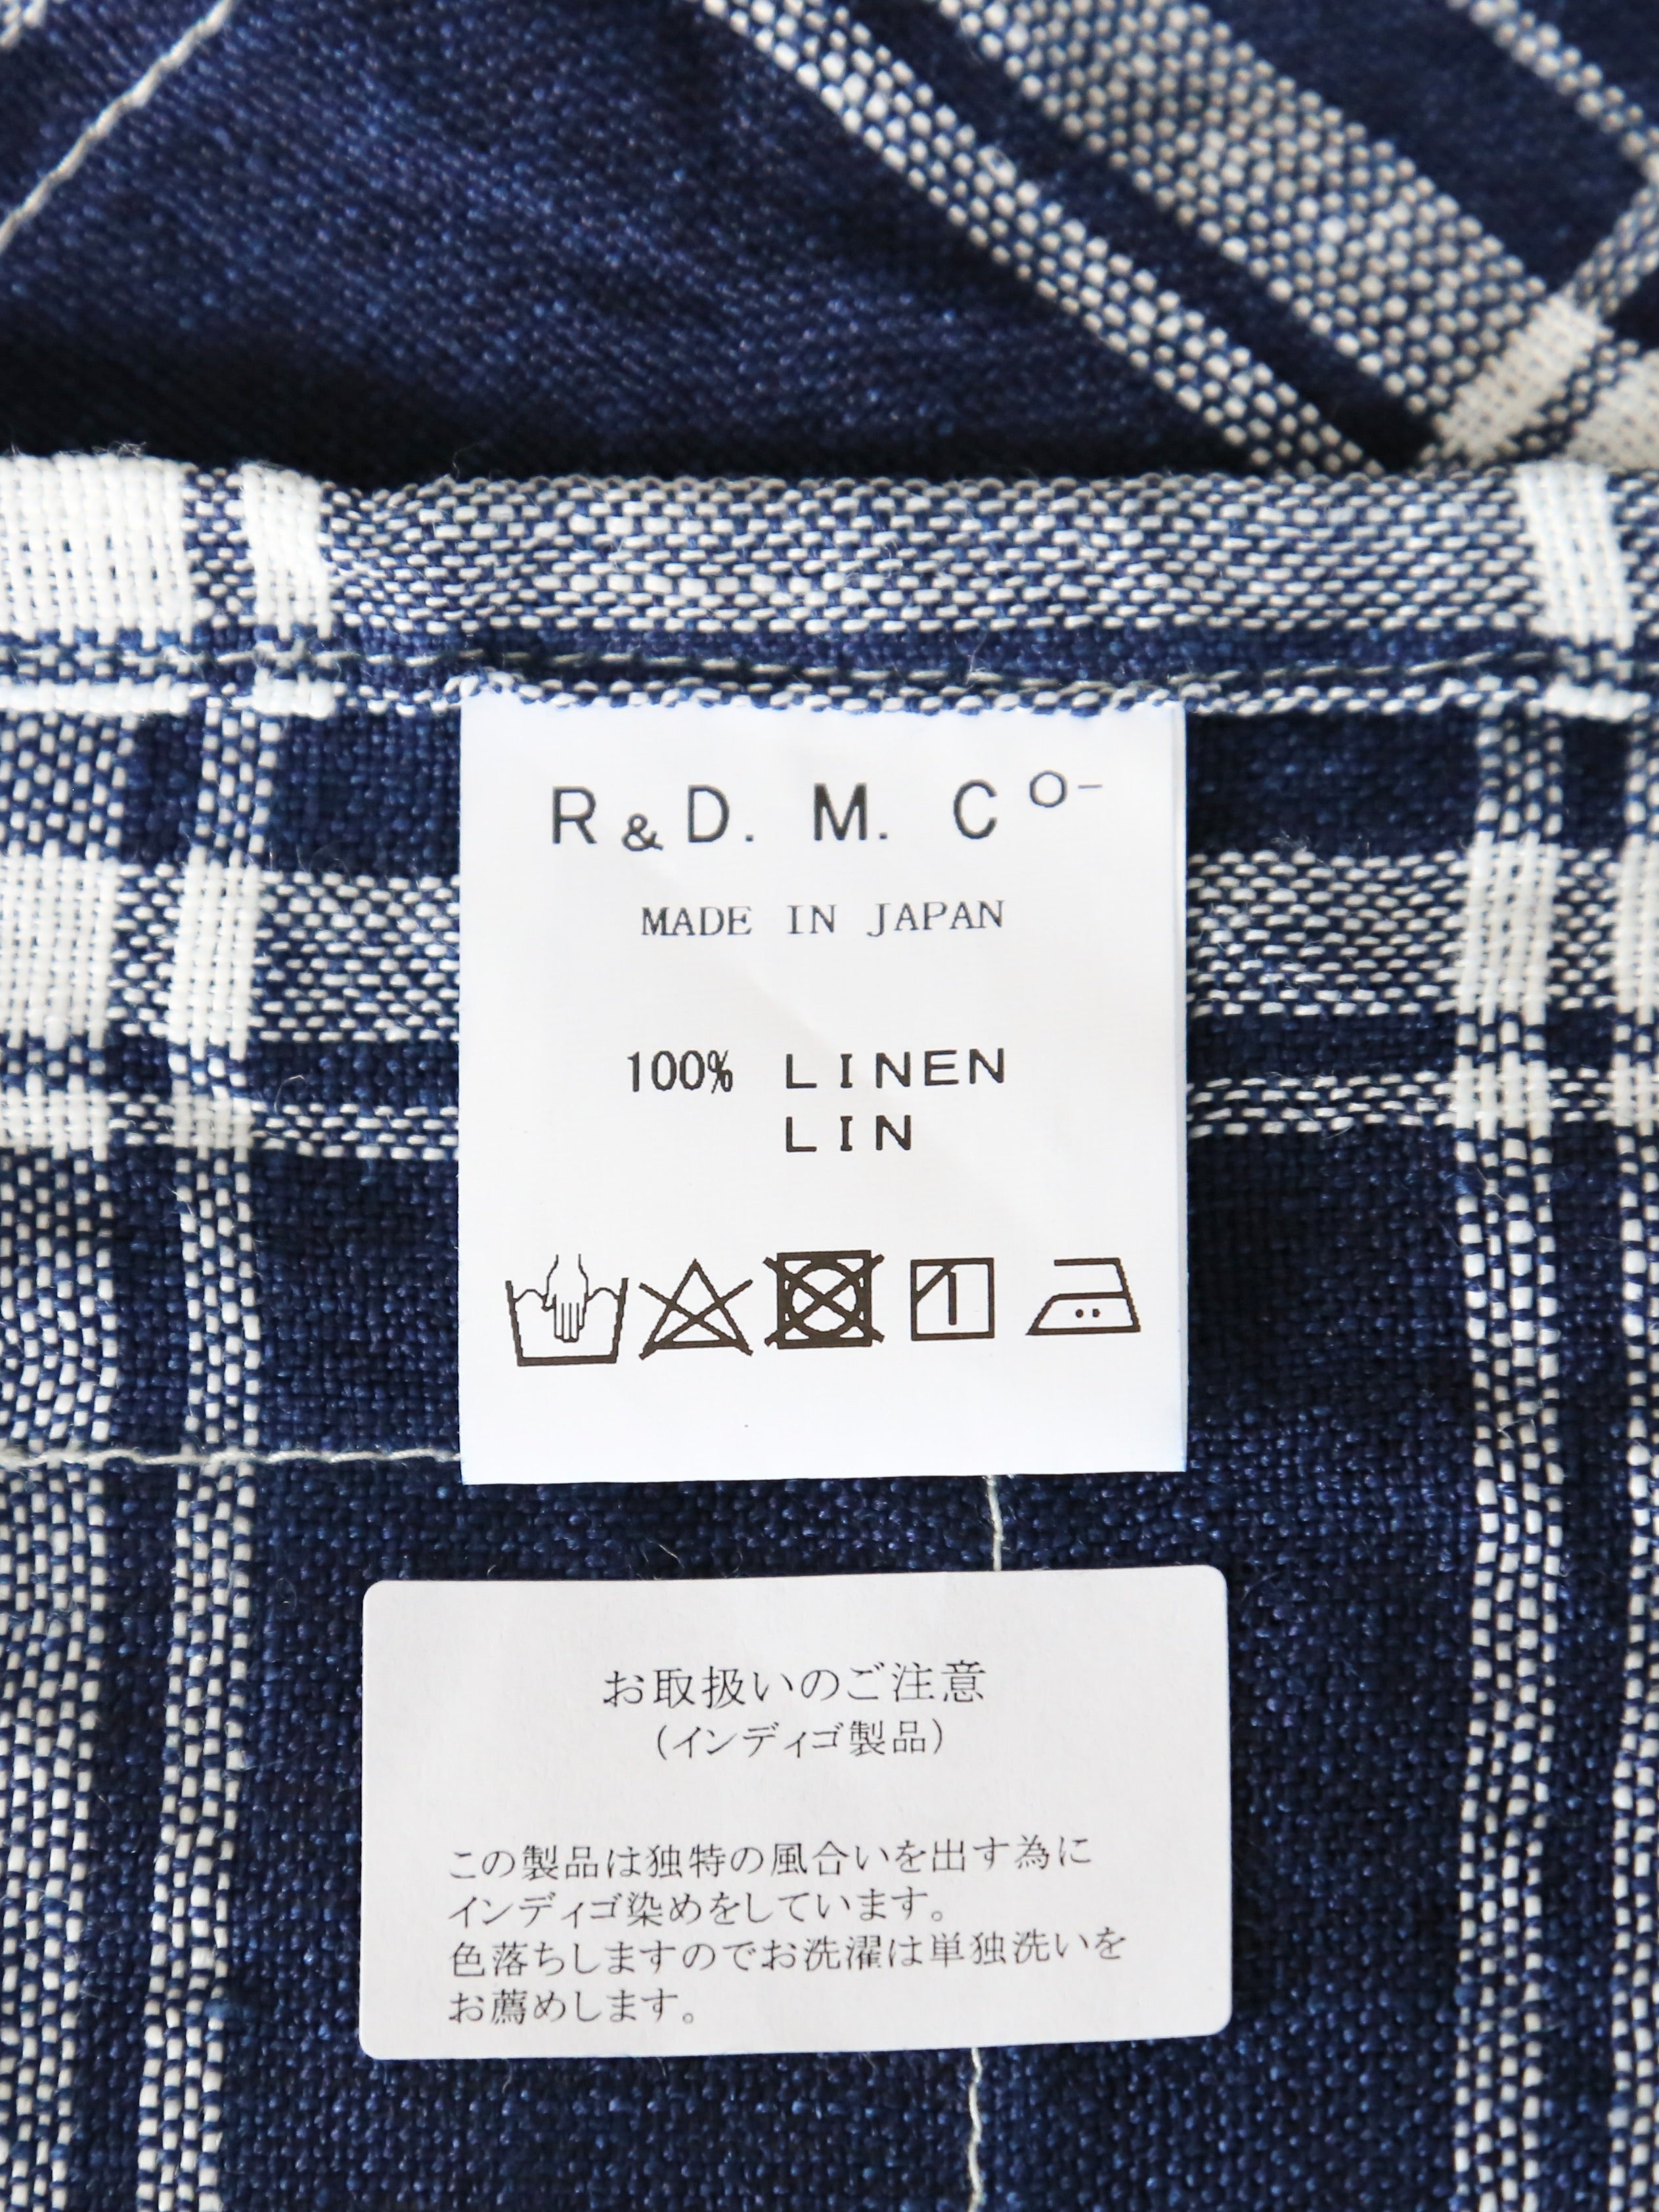 R&D. M. Cº-
MADE IN JAPAN
100% LINEN
LIN
お取扱いのご注意
(インディゴ製品)
この製品は独特の風合いを出す為に
インディゴ染めをしています。
色落ちしますのでお洗濯は単独洗いを
お薦めします。